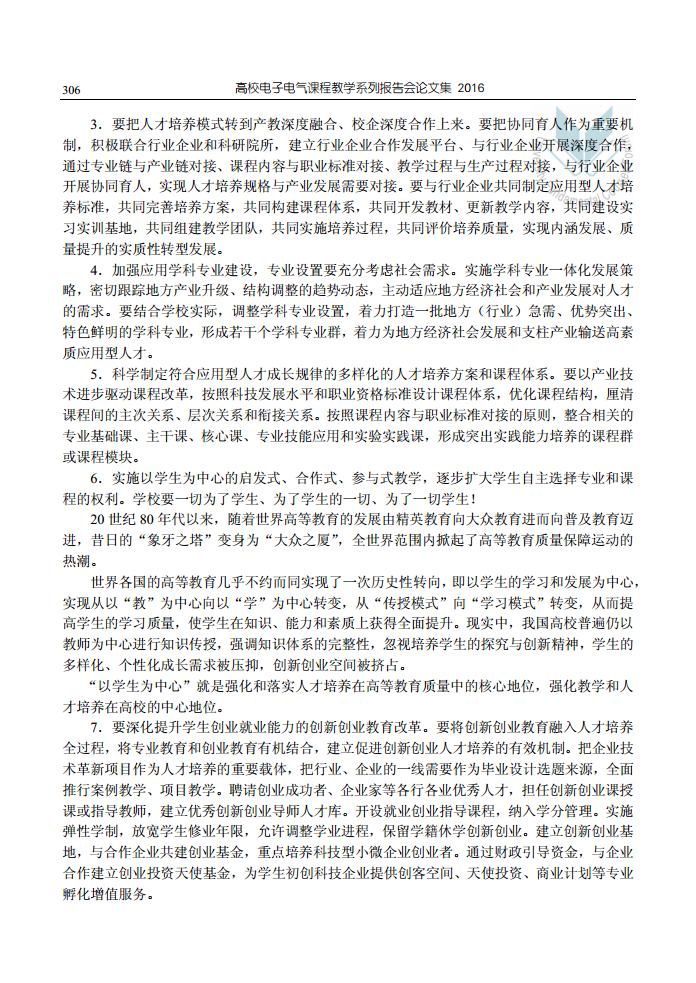 306
高校电子电气课程教学系列报告会论文集 2016
3．要把人才培养模式转到产教深度融合、校企深度合作上来。要把协同育人作为重要机
制，积极联合行业企业和科研院所，建立行业企业合作发展平台、与行业企业开展深度合作，
通过专业链与产业链对接、课程内容与职业标准对接、教学过程与生产过程对接，与行业企业
开展协同育人，实现人才培养规格与产业发展需要对接。要与行业企业共同制定应用型人才培
养标准，共同完善培养方案，共同构建课程体系，共同开发教材、更新教学内容，共同建设实
习实训基地，共同组建教学团队，共同实施培养过程，共同评价培养质量，实现内涵发展、质
量提升的实质性转型发展。
4．加强应用学科专业建设，专业设置要充分考虑社会需求。实施学科专业一体化发展策
略，密切跟踪地方产业升级、结构调整的趋势动态，主动适应地方经济社会和产业发展对人才
的需求。要结合学校实际，调整学科专业设置，着力打造一批地方（行业）急需、优势突出、
特色鲜明的学科专业，形成若干个学科专业群，着力为地方经济社会发展和支柱产业输送高素
质应用型人才。
5．科学制定符合应用型人才成长规律的多样化的人才培养方案和课程体系。要以产业技
术进步驱动课程改革，按照科技发展水平和职业资格标准设计课程体系，优化课程结构，厘清
课程间的主次关系、层次关系和衔接关系。按照课程内容与职业标准对接的原则，整合相关的
专业基础课、主干课、核心课、专业技能应用和实验实践课，形成突出实践能力培养的课程群
或课程模块。
6．实施以学生为中心的启发式、合作式、参与式教学，逐步扩大学生自主选择专业和课
程的权利。学校要一切为了学生、为了学生的一切、为了一切学生！
20 世纪 80 年代以来，随着世界高等教育的发展由精英教育向大众教育进而向普及教育迈
进，昔日的“象牙之塔”变身为“大众之厦”，全世界范围内掀起了高等教育质量保障运动的
热潮。
世界各国的高等教育几乎不约而同实现了一次历史性转向，即以学生的学习和发展为中心，
实现从以“教”为中心向以“学”为中心转变，从“传授模式”向“学习模式”转变，从而提
高学生的学习质量，使学生在知识、能力和素质上获得全面提升。现实中，我国高校普遍仍以
教师为中心进行知识传授，强调知识体系的完整性，忽视培养学生的探究与创新精神，学生的
多样化、个性化成长需求被压抑，创新创业空间被挤占。
“以学生为中心”就是强化和落实人才培养在高等教育质量中的核心地位，强化教学和人
才培养在高校的中心地位。
7．要深化提升学生创业就业能力的创新创业教育改革。要将创新创业教育融入人才培养
全过程，将专业教育和创业教育有机结合，建立促进创新创业人才培养的有效机制。把企业技
术革新项目作为人才培养的重要载体，把行业、企业的一线需要作为毕业设计选题来源，全面
推行案例教学、项目教学。聘请创业成功者、企业家等各行各业优秀人才，担任创新创业课授
课或指导教师，建立优秀创新创业导师人才库。开设就业创业指导课程，纳入学分管理。实施
弹性学制，放宽学生修业年限，允许调整学业进程，保留学籍休学创新创业。建立创新创业基
地，与合作企业共建创业基金，重点培养科技型小微企业创业者。通过财政引导资金，与企业
合作建立创业投资天使基金，为学生初创科技企业提供创客空间、天使投资、商业计划等专业
孵化增值服务。